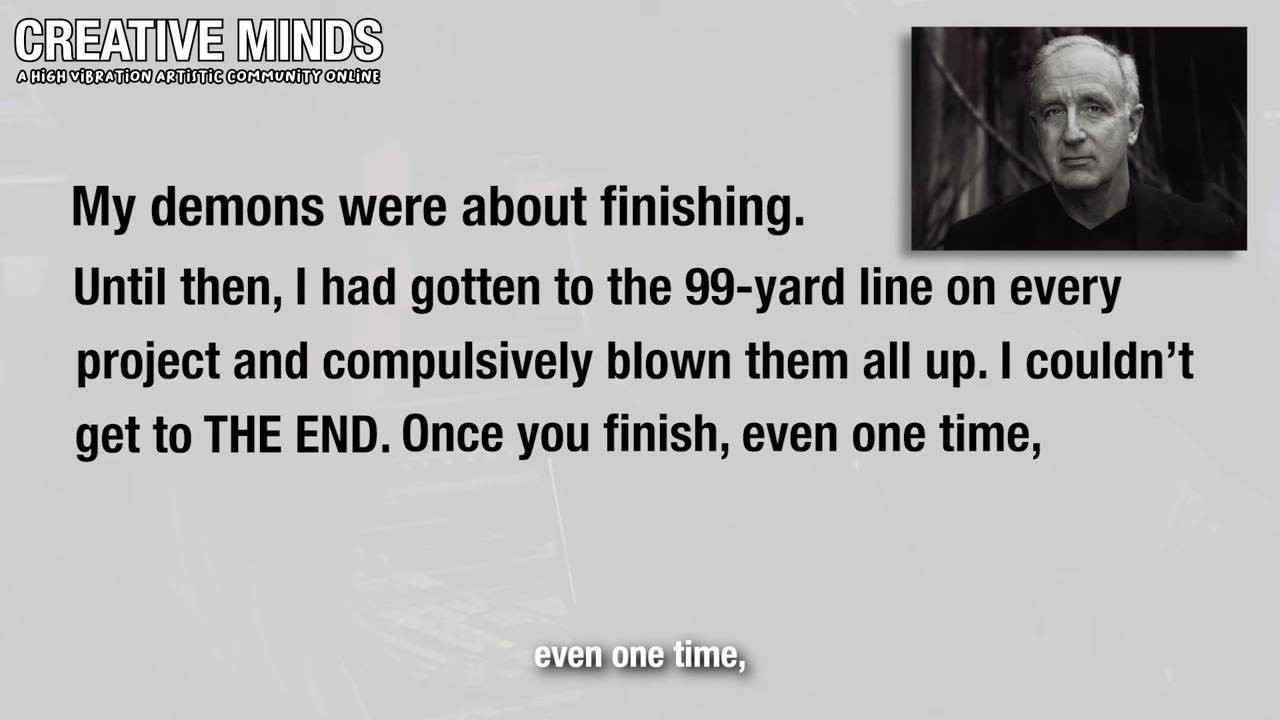 CREATIVE MINDS
A HIGH VIBRATION ARTISTIC COMMUNITY ONLINE
My demons were about finishing.
Until then, I had gotten to the 99-yard line on every
project and compulsively blown them all up. I couldn’t
get to THE END. Once you finish, even one time,
even one time,